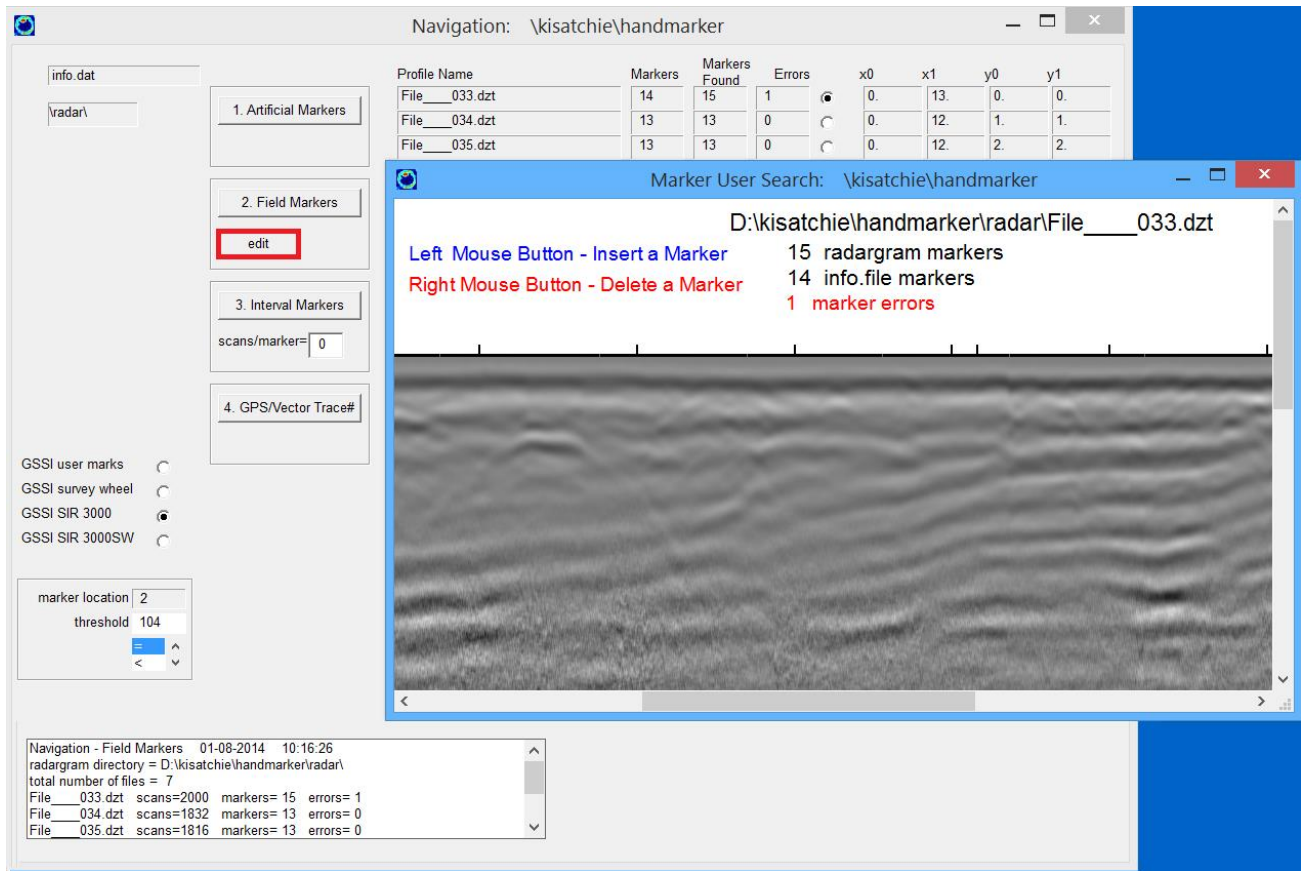 Navigation: \kisatchie\handmarker
info.dat
\radar\
1. Artificial Markers
2. Field Markers
edit
3. Interval Markers
scans/marker= 0
4. GPS/Vector Trace#
GSSI user marks
GSSI survey wheel
GSSI SIR 3000
GSSI SIR 3000SW
marker location 2
threshold 104
=
<
Profile Name Markers Markers Found Errors x0 x1 y0 y1
File____033.dzt 14 15 1 0. 13. 0. 0.
File____034.dzt 13 13 0 0. 12. 1. 1.
File____035.dzt 13 13 0 0. 12. 2. 2.
Marker User Search: \kisatchie\handmarker
D:\kisatchie\handmarker\radar\File____033.dzt
Left Mouse Button - Insert a Marker
Right Mouse Button - Delete a Marker
15 radargram markers
14 info.file markers
1 marker errors
Navigation - Field Markers 01-08-2014 10:16:26
radargram directory = D:\kisatchie\handmarker\radar\
total number of files = 7
File____033.dzt scans=2000 markers= 15 errors= 1
File____034.dzt scans=1832 markers= 13 errors= 0
File____035.dzt scans=1816 markers= 13 errors= 0